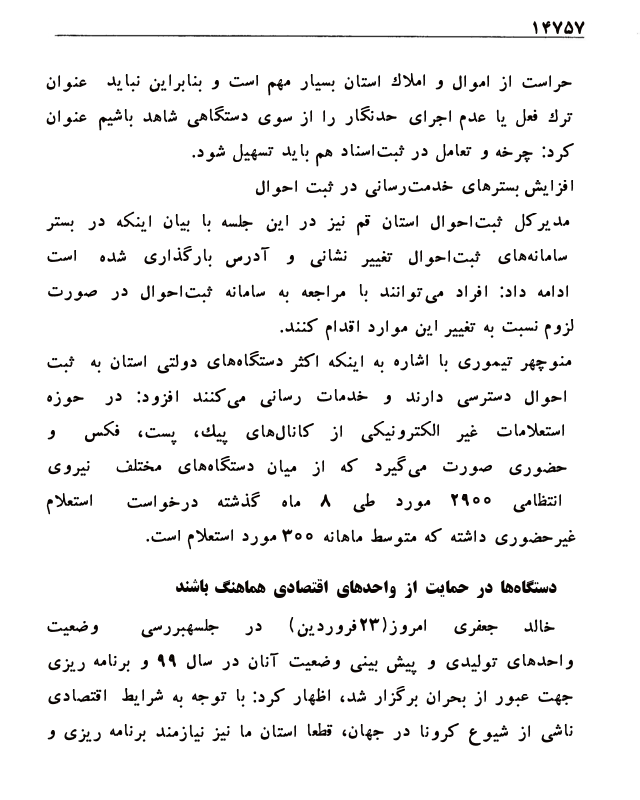 ۱۴۷۵۷
حراست از اموال و املاك استان بسیار مهم است و بنابراین نباید عنوان
ترك فعل یا عدم اجرای حدنگار را از سوی دستگاهی شاهد باشیم عنوان
کرد: چرخه و تعامل در ثبت‌اسناد هم باید تسهیل شود.
افزایش بسترهای خدمت‌رسانی در ثبت احوال
مدیرکل ثبت‌احوال استان قم نیز در این جلسه با بیان اینکه در بستر
سامانه‌های ثبت‌احوال تغییر نشانی و آدرس بارگذاری شده است
ادامه داد: افراد می‌توانند با مراجعه به سامانه ثبت‌احوال در صورت
لزوم نسبت به تغییر این موارد اقدام کنند.
منوچهر تیموری با اشاره به اینکه اکثر دستگاه‌های دولتی استان به ثبت
احوال دسترسی دارند و خدمات رسانی می‌کنند افزود: در حوزه
استعلامات غیر الکترونیکی از کانال‌های پیك، پست، فکس و
حضوری صورت می‌گیرد که از میان دستگاه‌های مختلف نیروی
انتظامی ۲۹۰۰ مورد طی ۸ ماه گذشته درخواست استعلام
غیرحضوری داشته که متوسط ماهانه ۳۰۰ مورد استعلام است.
دستگاه‌ها در حمایت از واحدهای اقتصادی هماهنگ باشند
خالد جعفری امروز(۲۳فروردین) در جلسهبررسی وضعیت
واحدهای تولیدی و پیش بینی وضعیت آنان در سال ۹۹ و برنامه ریزی
جهت عبور از بحران برگزار شد، اظهار کرد: با توجه به شرایط اقتصادی
ناشی از شیوع کرونا در جهان، قطعا استان ما نیز نیازمند برنامه ریزی و